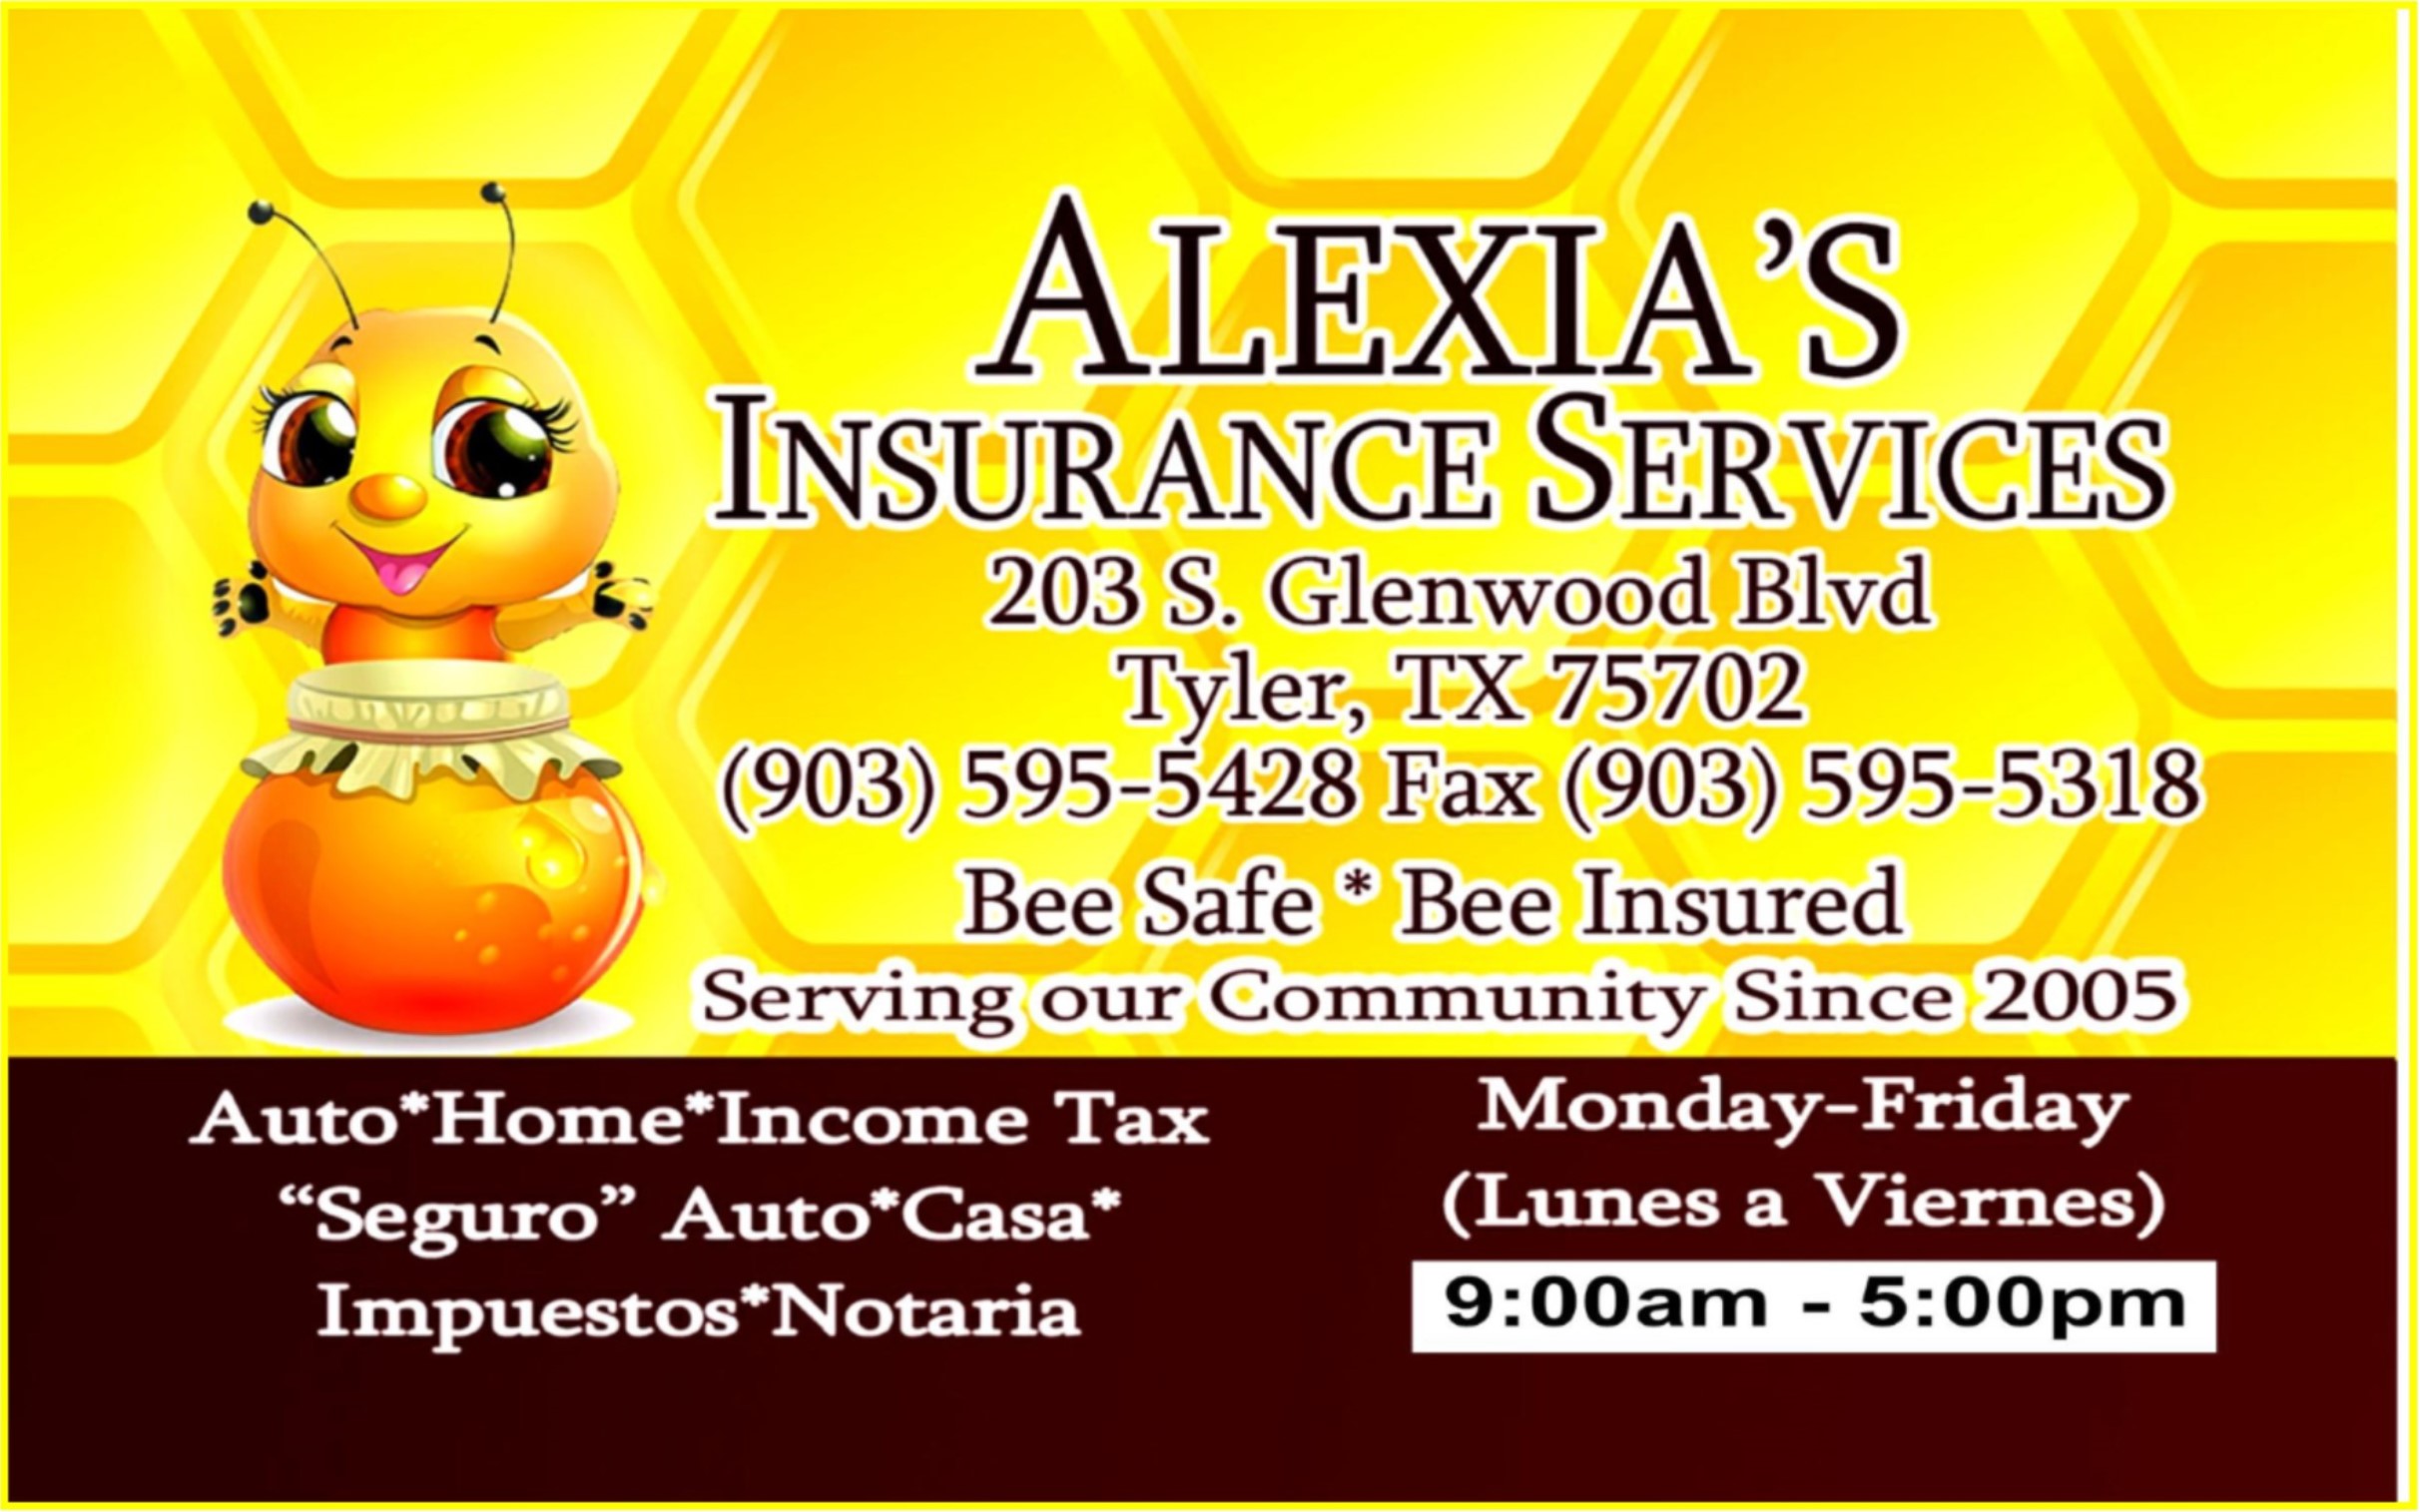 ALEXIA'S
INSURANCE SERVICES
203 S. Glenwood Blvd
Tyler, TX 75702
(903) 595-5428 Fax (903) 595-5318
Bee Safe * Bee Insured
Serving our Community Since 2005
Auto*Home*Income Tax
“Seguro” Auto*Casa*
Impuestos*Notaria
Monday-Friday
(Lunes a Viernes)
9:00am - 5:00pm